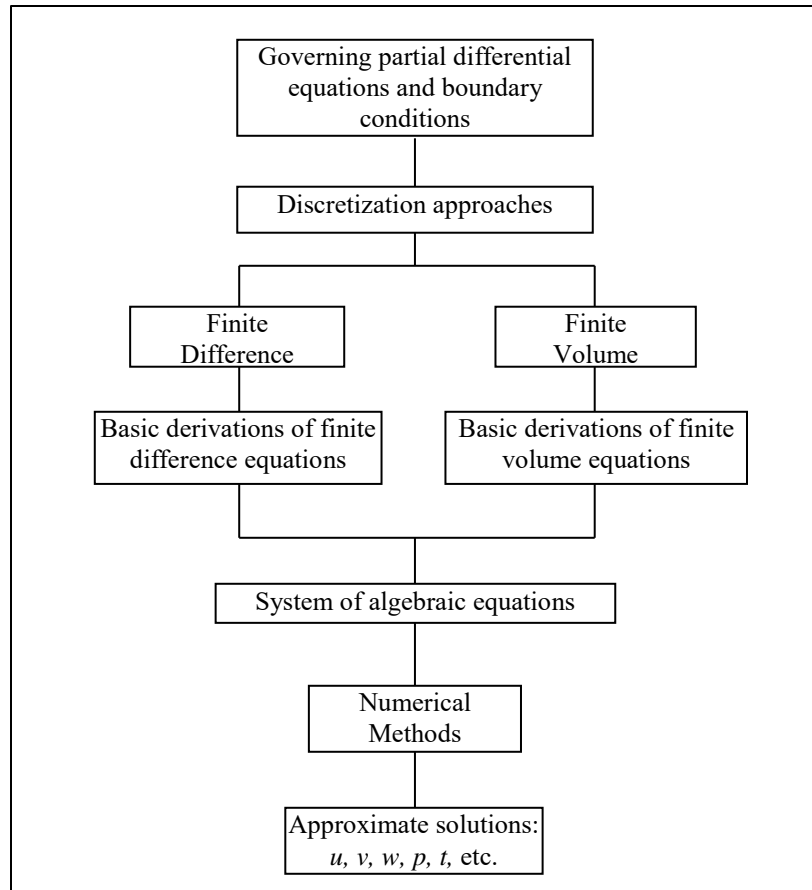 Governing partial differential
equations and boundary
conditions
Discretization approaches
Finite
Difference
Finite
Volume
Basic derivations of finite
difference equations
Basic derivations of finite
volume equations
System of algebraic equations
Numerical
Methods
Approximate solutions:
u, v, w, p, t, etc.